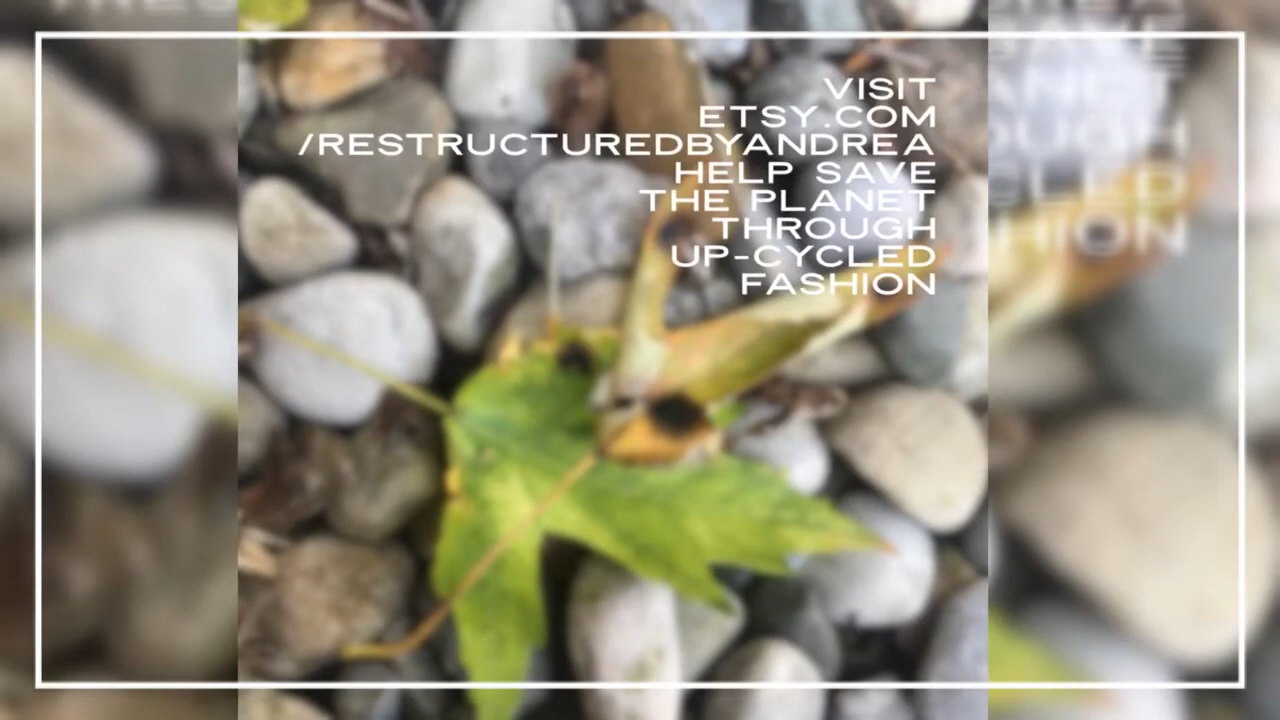 VISIT
ETSY.COM
/RESTRUCTUREDBYANDREA
HELP SAVE
THE PLANET
THROUGH
UP-CYCLED
FASHION